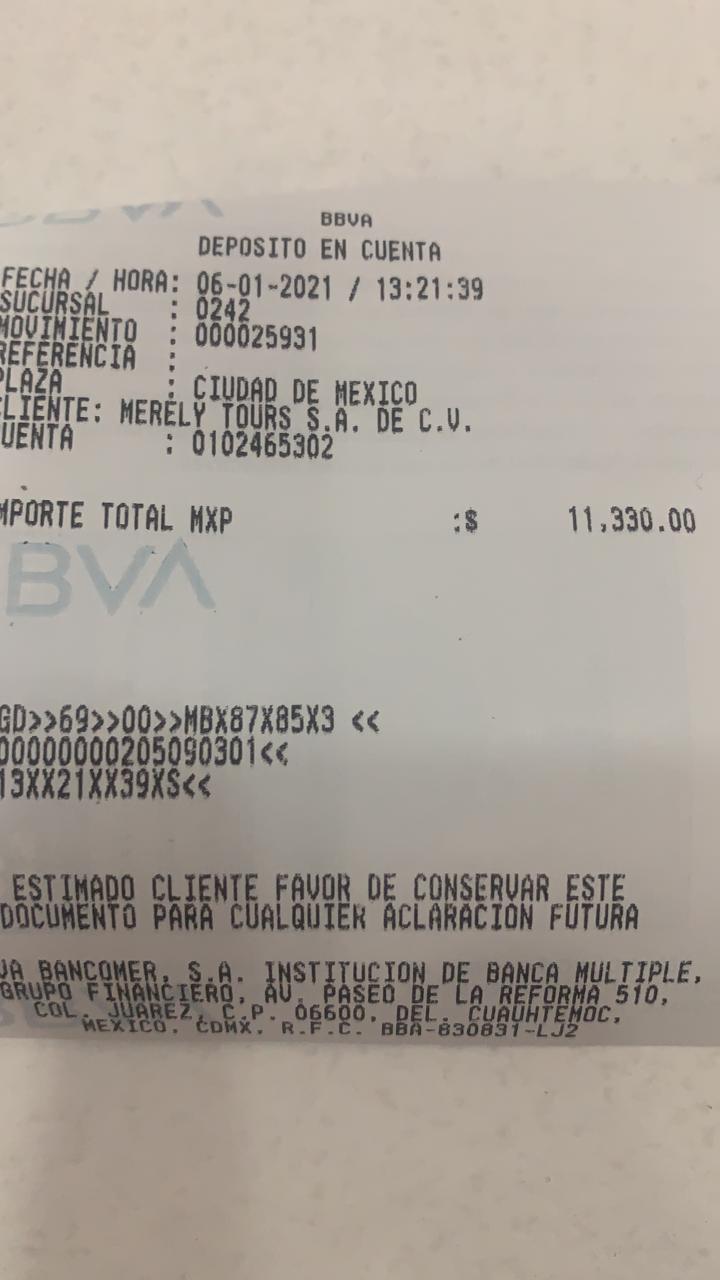 BBVA
DEPOSITO EN CUENTA
FECHA / HORA: 06-01-2021 / 13:21:39
SUCURSAL : 0242
MOVIMIENTO : 000025931
REFERENCIA :
PLAZA : CIUDAD DE MEXICO
CLIENTE: MERELY TOURS S.A. DE C.V.
CUENTA : 0102465302
IMPORTE TOTAL MXP :$ 11,330.00
BBVA
GD>>69>>00>>MBX87X85X3 <<
00000000205090301<<
13XX21XX39XS<<
ESTIMADO CLIENTE FAVOR DE CONSERVAR ESTE
DOCUMENTO PARA CUALQUIER ACLARACION FUTURA
VA BANCOMER, S.A. INSTITUCION DE BANCA MULTIPLE,
GRUPO FINANCIERO, AV. PASEO DE LA REFORMA 510,
COL. JUAREZ, C.P. 06600, DEL. CUAUHTEMOC,
MEXICO, CDMX. R.F.C. BBA-830831-LJ2